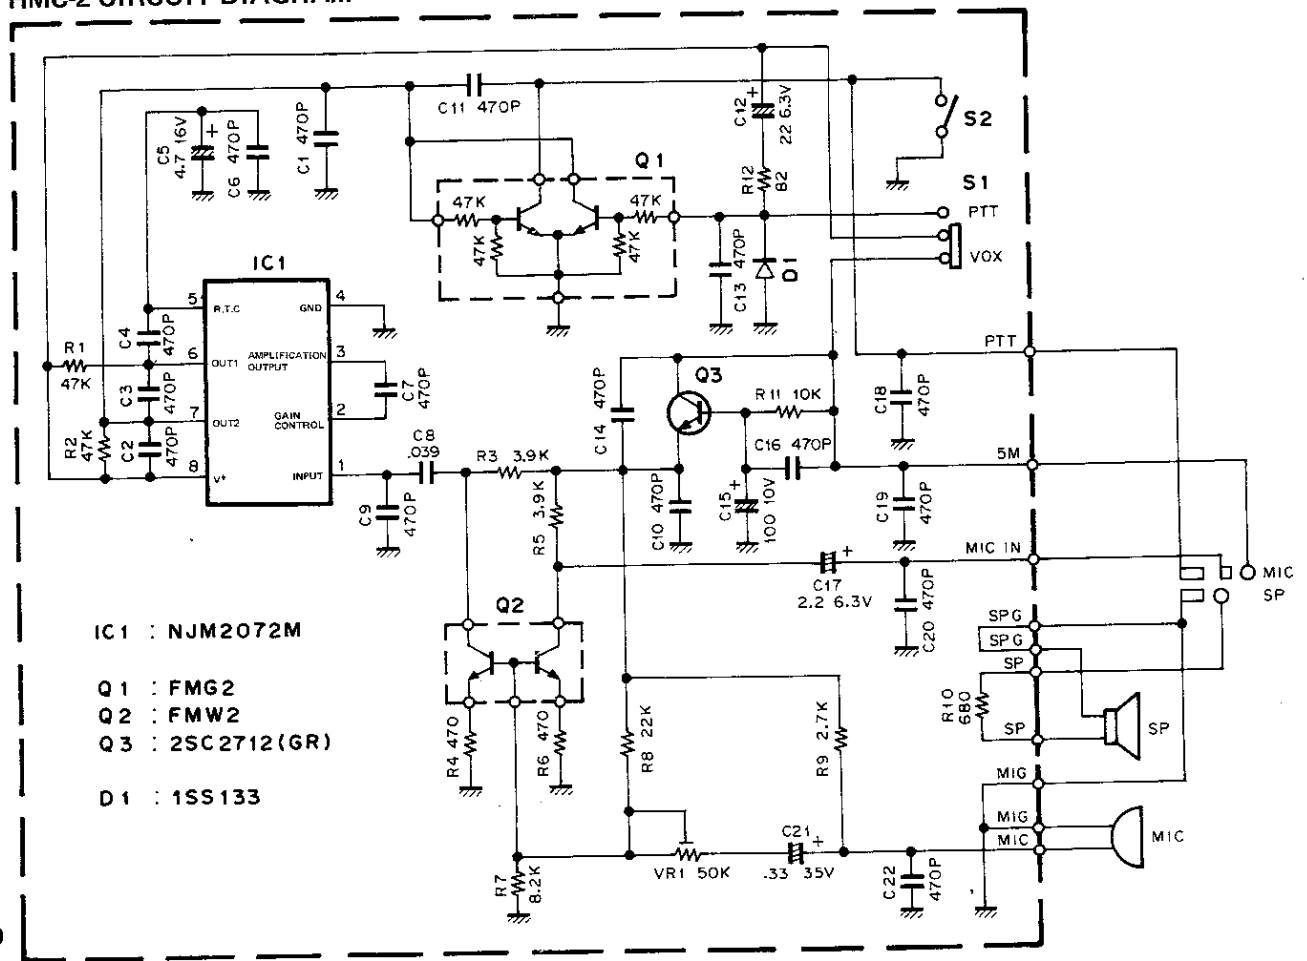 HMC-2 CIRCUIT DIAGRAM
C11 470P
C12
+
22 6.3V
S2
C5
4.7 16V
+
C6 470P
C1 470P
Q1
R12
82
S1
47K
47K
47K
47K
PTT
VOX
C13 470P
D1
IC1
5 R.T.C
GND 4
6 OUT1
AMPLIFICATION OUTPUT 3
7 OUT2
GAIN CONTROL 2
8 V+
INPUT 1
R1
47K
C4
470P
C3
470P
C2
470P
R2
47K
C7
470P
PTT
Q3
R11 10K
C14 470P
C16 470P
C18
470P
C8
.039
R3 3.9K
5M
C9
470P
R5 3.9K
C10 470P
C15
+
100 10V
C19
470P
MIC IN
C17
+
2.2 6.3V
C20 470P
MIC
SP
Q2
SPG
SPG
SP
IC1 : NJM2072M
Q1 : FMG2
Q2 : FMW2
Q3 : 2SC2712(GR)
D1 : 1SS133
R4 470
R6 470
R8 22K
R9 2.7K
R10
680
SP
SP
MIG
MIG
MIC
MIC
R7
8.2K
VR1 50K
C21
+
.33 35V
C22
470P